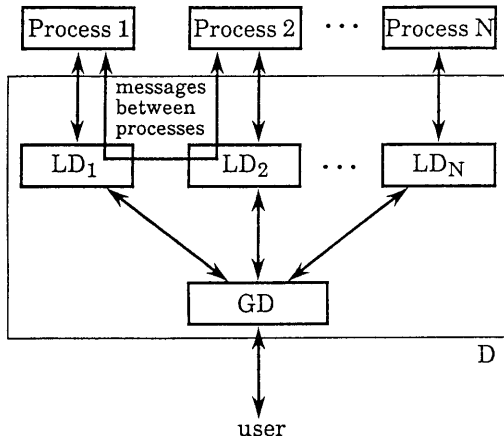 Process 1
Process 2
...
Process N
messages
between
processes
LD1
LD2
...
LDN
GD
D
user